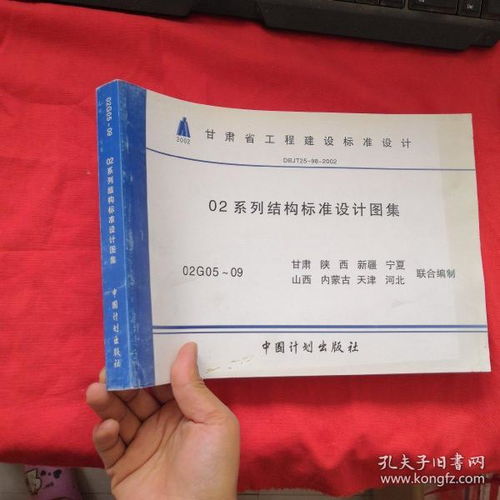 2002
甘肃省工程建设标准设计
DBJT25-98-2002
02系列结构标准设计图集
02G05~09
甘肃 陕西 新疆 宁夏
山西 内蒙古 天津 河北
联合编制
中国计划出版社
02G05~09
02系列结构标准设计图集
中国计划出版社
孔夫子旧书网
www.kongfz.com